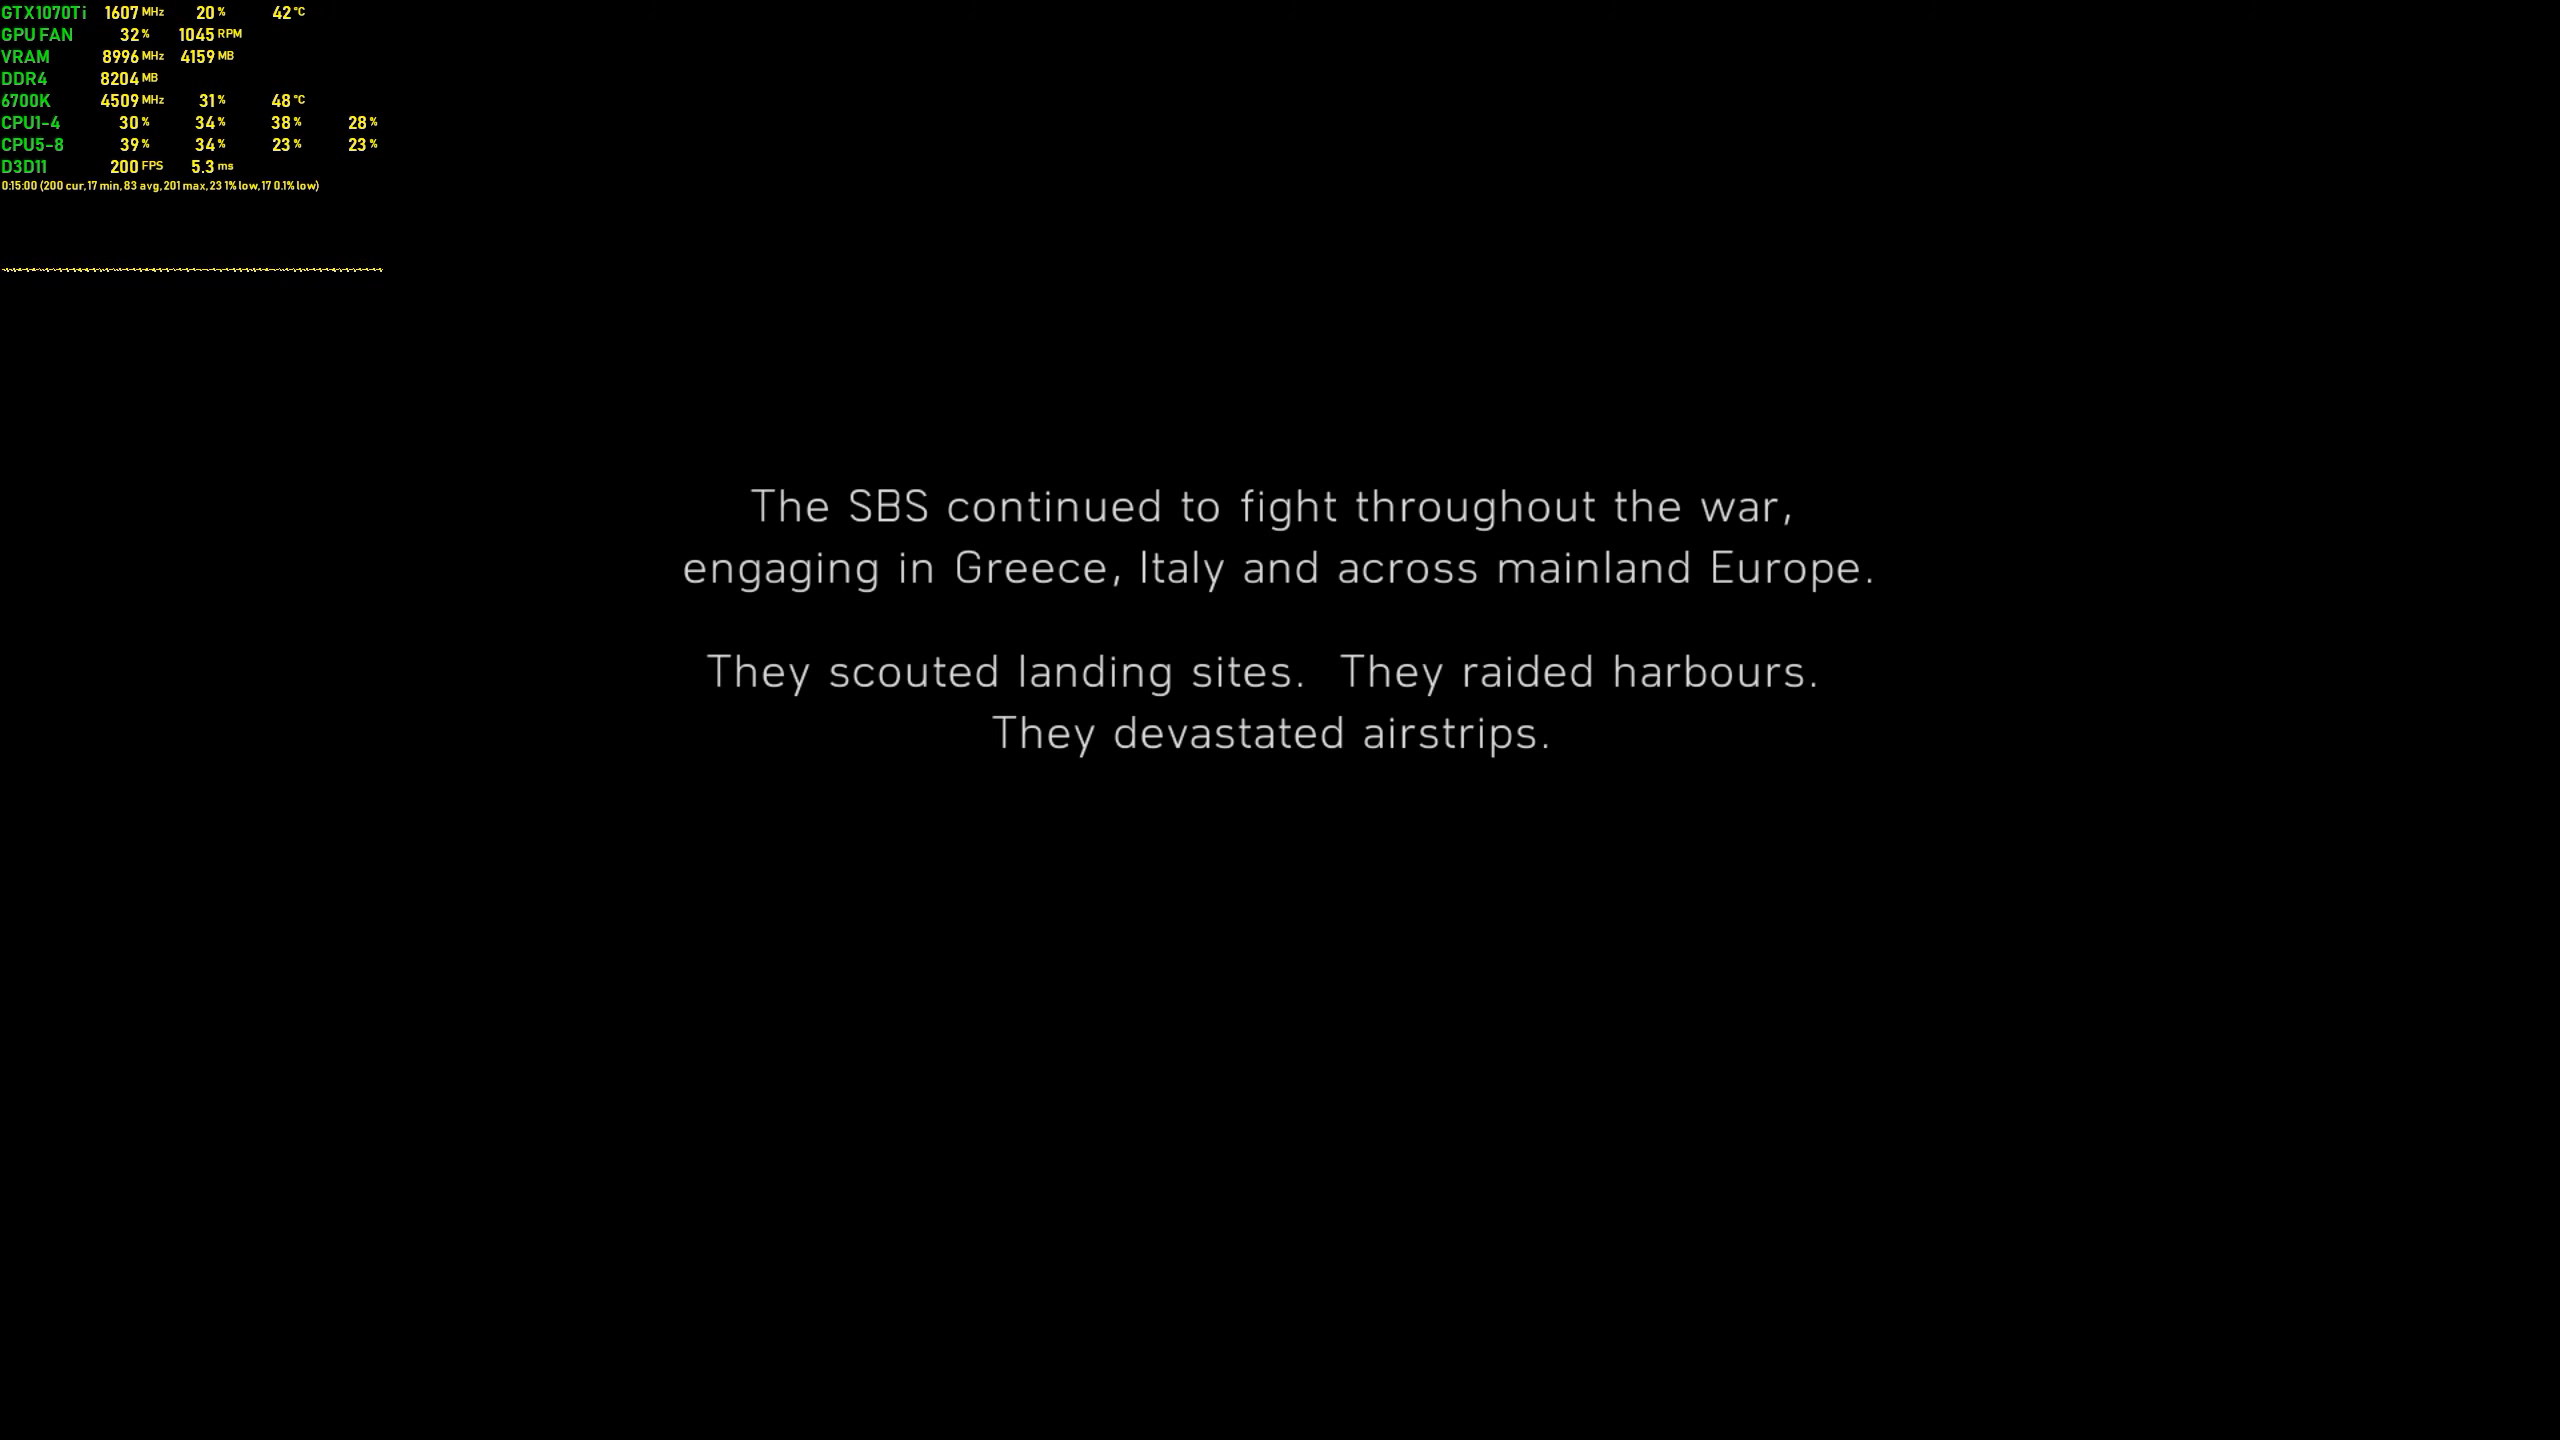 GTX1070Ti 1607 MHz 20 % 42 °C
GPU FAN 32 % 1045 RPM
VRAM 8996 MHz 4159 MB
DDR4 8204 MB
6700K 4509 MHz 31 % 48 °C
CPU1-4 30 % 34 % 38 % 28 %
CPU5-8 39 % 34 % 23 % 23 %
D3D11 200 FPS 5.3 ms
0:15:00 (200 cur, 17 min, 83 avg, 201 max, 23 1% low, 17 0.1% low)
The SBS continued to fight throughout the war,
engaging in Greece, Italy and across mainland Europe.
They scouted landing sites.  They raided harbours.
They devastated airstrips.